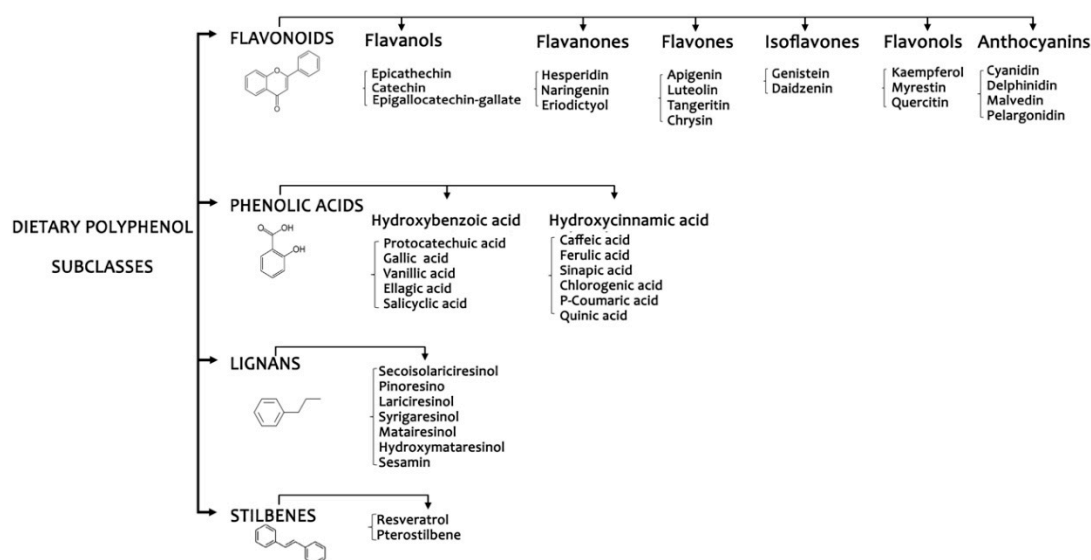 DIETARY POLYPHENOL
SUBCLASSES
FLAVONOIDS
O
O
Flavanols
Epicathechin
Catechin
Epigallocatechin-gallate
Flavanones
Hesperidin
Naringenin
Eriodictyol
Flavones
Apigenin
Luteolin
Tangeritin
Chrysin
Isoflavones
Genistein
Daidzenin
Flavonols
Kaempferol
Myrestin
Quercitin
Anthocyanins
Cyanidin
Delphinidin
Malvedin
Pelargonidin
PHENOLIC ACIDS
O
OH
OH
Hydroxybenzoic acid
Protocatechuic acid
Gallic acid
Vanillic acid
Ellagic acid
Salicyclic acid
Hydroxycinnamic acid
Caffeic acid
Ferulic acid
Sinapic acid
Chlorogenic acid
P-Coumaric acid
Quinic acid
LIGNANS
Secoisolariciresinol
Pinoresino
Lariciresinol
Syrigaresinol
Matairesinol
Hydroxymataresinol
Sesamin
STILBENES
Resveratrol
Pterostilbene